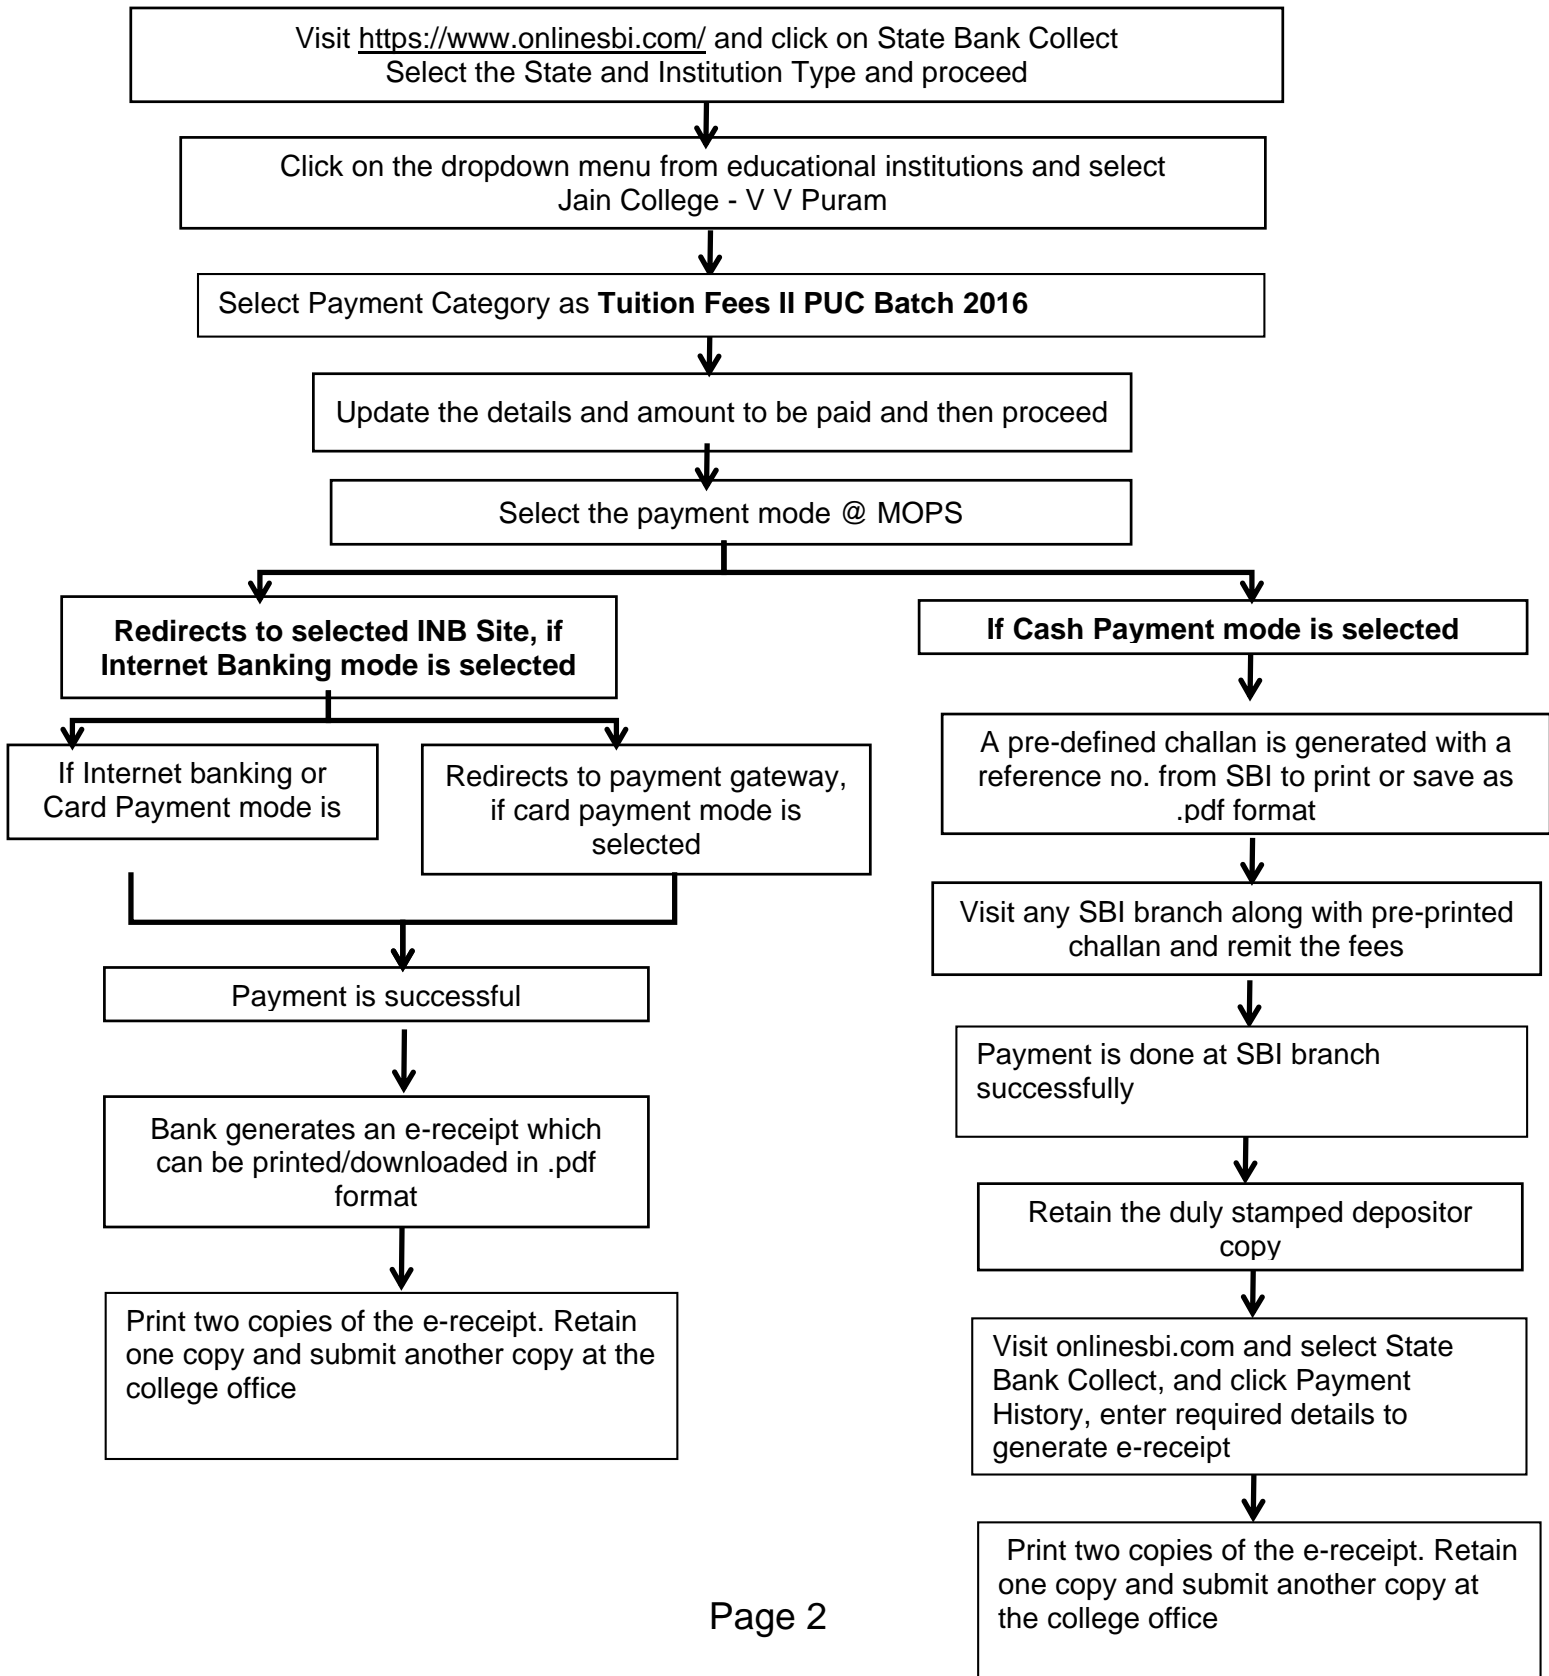 Visit https://www.onlinesbi.com/ and click on State Bank Collect
Select the State and Institution Type and proceed
Click on the dropdown menu from educational institutions and select
Jain College - V V Puram
Select Payment Category as Tuition Fees II PUC Batch 2016
Update the details and amount to be paid and then proceed
Select the payment mode @ MOPS
Redirects to selected INB Site, if
Internet Banking mode is selected
If Internet banking or
Card Payment mode is
Redirects to payment gateway,
if card payment mode is
selected
Payment is successful
Bank generates an e-receipt which
can be printed/downloaded in .pdf
format
Print two copies of the e-receipt. Retain
one copy and submit another copy at the
college office
If Cash Payment mode is selected
A pre-defined challan is generated with a
reference no. from SBI to print or save as
.pdf format
Visit any SBI branch along with pre-printed
challan and remit the fees
Payment is done at SBI branch
successfully
Retain the duly stamped depositor
copy
Visit onlinesbi.com and select State
Bank Collect, and click Payment
History, enter required details to
generate e-receipt
Print two copies of the e-receipt. Retain
one copy and submit another copy at
the college office
Page 2